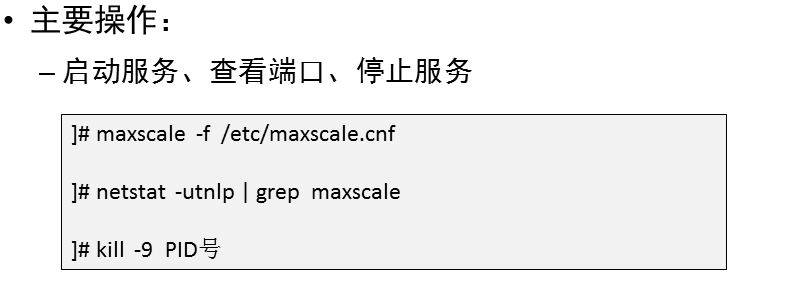 • 主要操作：
– 启动服务、查看端口、停止服务
]# maxscale -f /etc/maxscale.cnf
]# netstat -utnlp | grep maxscale
]# kill -9 PID号